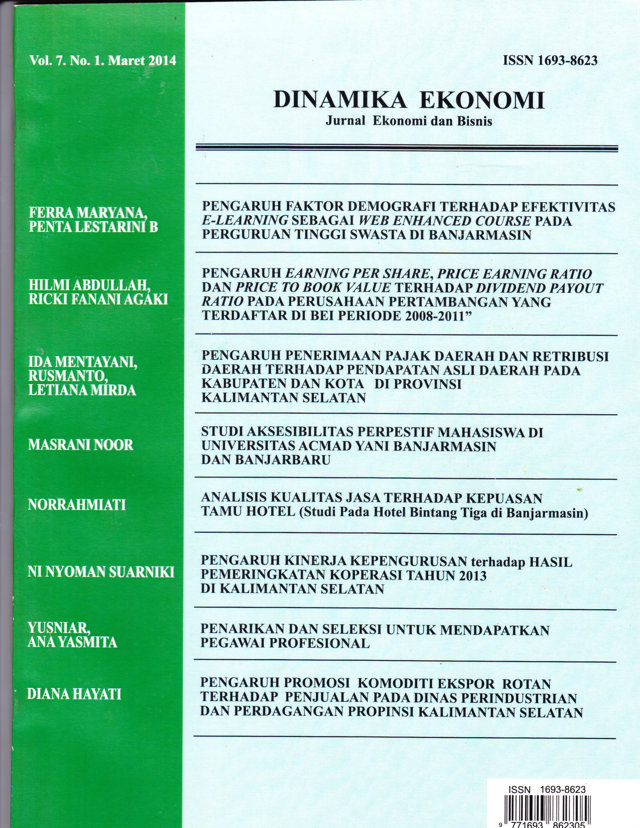 Vol. 7. No. 1. Maret 2014
ISSN 1693-8623
DINAMIKA EKONOMI
Jurnal Ekonomi dan Bisnis
FERRA MARYANA,
PENTA LESTARINI B
PENGARUH FAKTOR DEMOGRAFI TERHADAP EFEKTIVITAS
E-LEARNING SEBAGAI WEB ENHANCED COURSE PADA
PERGURUAN TINGGI SWASTA DI BANJARMASIN
HILMI ABDULLAH,
RICKI FANANI AGAKI
PENGARUH EARNING PER SHARE, PRICE EARNING RATIO
DAN PRICE TO BOOK VALUE TERHADAP DIVIDEND PAYOUT
RATIO PADA PERUSAHAAN PERTAMBANGAN YANG
TERDAFTAR DI BEI PERIODE 2008-2011”
IDA MENTAYANI,
RUSMANTO,
LETIANA MIRDA
PENGARUH PENERIMAAN PAJAK DAERAH DAN RETRIBUSI
DAERAH TERHADAP PENDAPATAN ASLI DAERAH PADA
KABUPATEN DAN KOTA DI PROVINSI
KALIMANTAN SELATAN
MASRANI NOOR
STUDI AKSESIBILITAS PERPESTIF MAHASISWA DI
UNIVERSITAS ACMAD YANI BANJARMASIN
DAN BANJARBARU
NORRAHMIATI
ANALISIS KUALITAS JASA TERHADAP KEPUASAN
TAMU HOTEL (Studi Pada Hotel Bintang Tiga di Banjarmasin)
NI NYOMAN SUARNIKI
PENGARUH KINERJA KEPENGURUSAN terhadap HASIL
PEMERINGKATAN KOPERASI TAHUN 2013
DI KALIMANTAN SELATAN
YUSNIAR,
ANA YASMITA
PENARIKAN DAN SELEKSI UNTUK MENDAPATKAN
PEGAWAI PROFESIONAL
DIANA HAYATI
PENGARUH PROMOSI KOMODITI EKSPOR ROTAN
TERHADAP PENJUALAN PADA DINAS PERINDUSTRIAN
DAN PERDAGANGAN PROPINSI KALIMANTAN SELATAN
ISSN 1693-8623
9 771693 862305